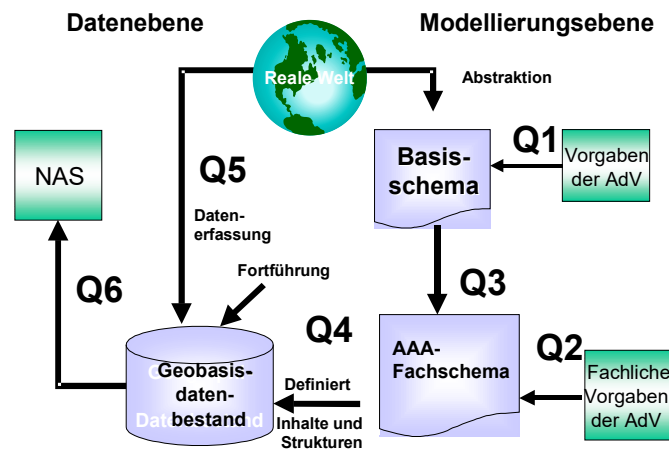 Datenebene
Modellierungsebene
Reale Welt
Abstraktion
Q1
Basis-
schema
Vorgaben
der AdV
NAS
Q5
Daten-
erfassung
Fortführung
Q3
Q6
Q4
AAA-
Fachschema
Q2
Fachliche
Vorgaben
der AdV
Geobasis-
daten-
bestand
Definiert
Inhalte und
Strukturen